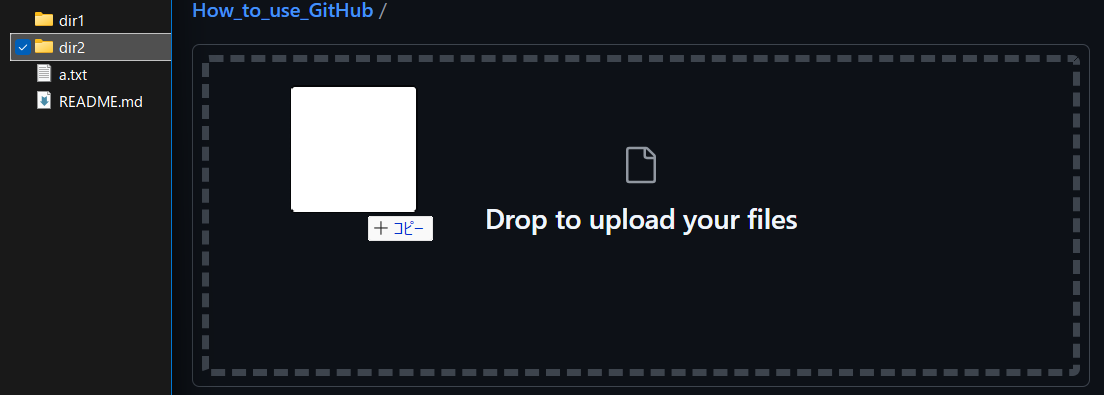 dir1
dir2
a.txt
README.md
How_to_use_GitHub /
コピー
Drop to upload your files